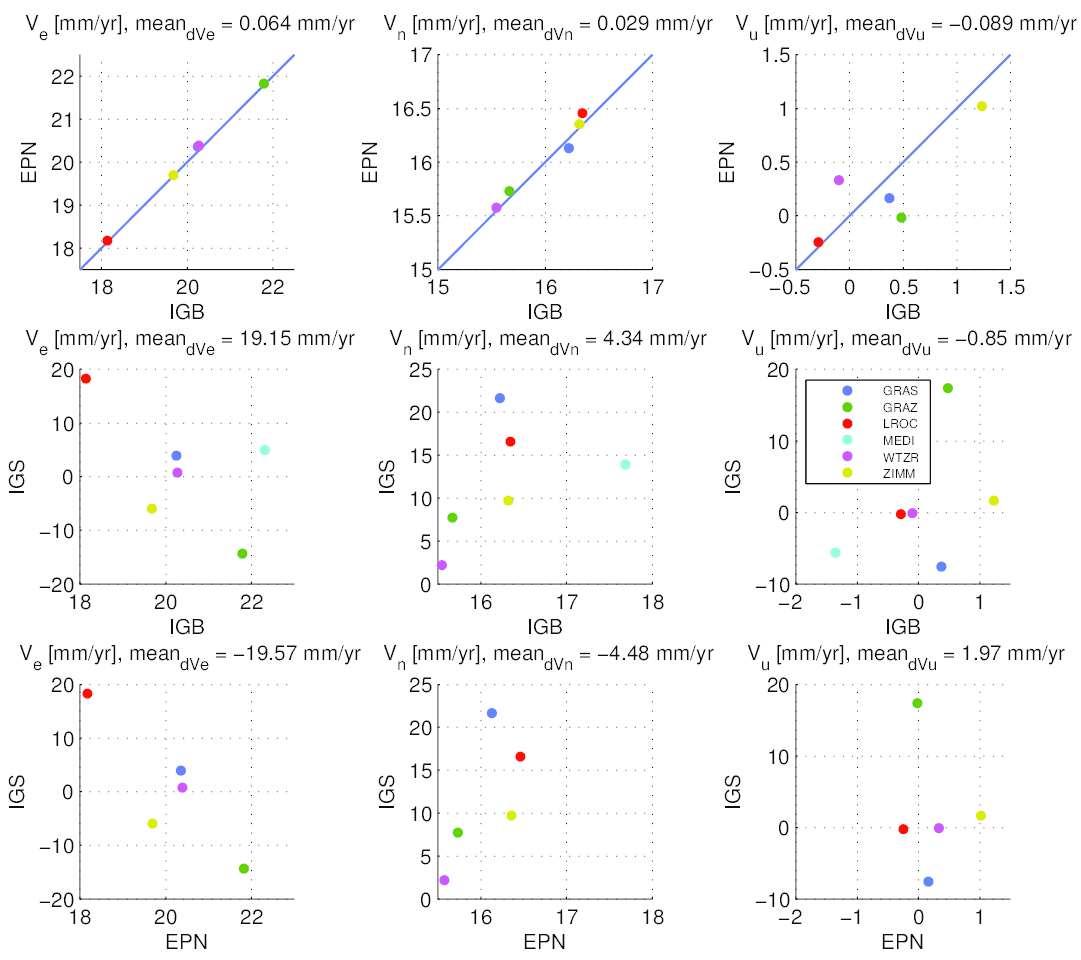 V_e [mm/yr], mean_dVe = 0.064 mm/yr
22
21
20
19
18
EPN
18 20 22
IGB
V_n [mm/yr], mean_dVn = 0.029 mm/yr
17
16.5
16
15.5
15
EPN
15 16 17
IGB
V_u [mm/yr], mean_dVu = −0.089 mm/yr
1.5
1
0.5
0
−0.5
EPN
−0.5 0 0.5 1 1.5
IGB
V_e [mm/yr], mean_dVe = 19.15 mm/yr
20
10
0
−10
−20
IGS
18 20 22
IGB
V_n [mm/yr], mean_dVn = 4.34 mm/yr
25
20
15
10
5
0
IGS
16 17 18
IGB
V_u [mm/yr], mean_dVu = −0.85 mm/yr
20
10
0
−10
IGS
GRAS
GRAZ
LROC
MEDI
WTZR
ZIMM
−2 −1 0 1
IGB
V_e [mm/yr], mean_dVe = −19.57 mm/yr
20
10
0
−10
−20
IGS
18 20 22
EPN
V_n [mm/yr], mean_dVn = −4.48 mm/yr
25
20
15
10
5
0
IGS
16 17 18
EPN
V_u [mm/yr], mean_dVu = 1.97 mm/yr
20
10
0
−10
IGS
−2 −1 0 1
EPN